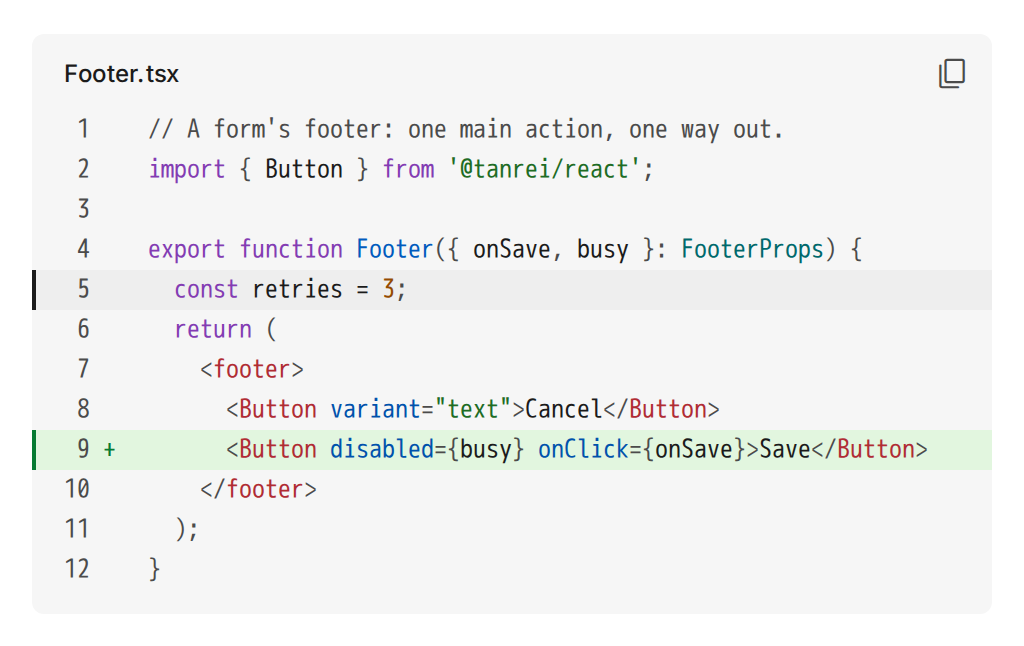 Footer.tsx
1 // A form's footer: one main action, one way out.
2 import { Button } from '@tanrei/react';
3
4 export function Footer({ onSave, busy }: FooterProps) {
5   const retries = 3;
6   return (
7     <footer>
8       <Button variant="text">Cancel</Button>
9 +       <Button disabled={busy} onClick={onSave}>Save</Button>
10     </footer>
11   );
12 }